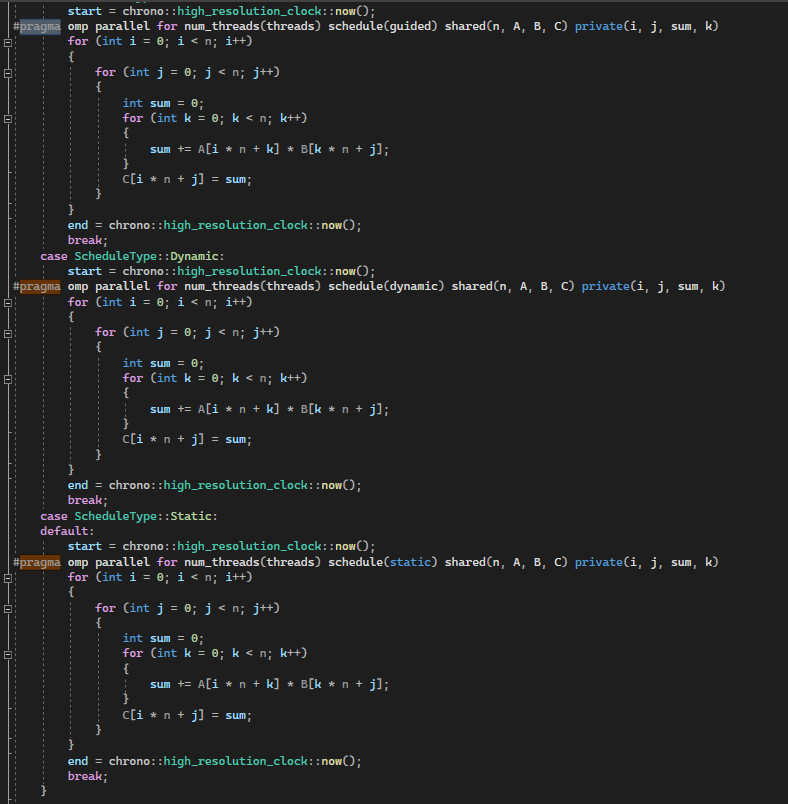 start = chrono::high_resolution_clock::now();
#pragma omp parallel for num_threads(threads) schedule(guided) shared(n, A, B, C) private(i, j, sum, k)
for (int i = 0; i < n; i++)
{
for (int j = 0; j < n; j++)
{
int sum = 0;
for (int k = 0; k < n; k++)
{
sum += A[i * n + k] * B[k * n + j];
}
C[i * n + j] = sum;
}
}
end = chrono::high_resolution_clock::now();
break;
case ScheduleType::Dynamic:
start = chrono::high_resolution_clock::now();
#pragma omp parallel for num_threads(threads) schedule(dynamic) shared(n, A, B, C) private(i, j, sum, k)
for (int i = 0; i < n; i++)
{
for (int j = 0; j < n; j++)
{
int sum = 0;
for (int k = 0; k < n; k++)
{
sum += A[i * n + k] * B[k * n + j];
}
C[i * n + j] = sum;
}
}
end = chrono::high_resolution_clock::now();
break;
case ScheduleType::Static:
default:
start = chrono::high_resolution_clock::now();
#pragma omp parallel for num_threads(threads) schedule(static) shared(n, A, B, C) private(i, j, sum, k)
for (int i = 0; i < n; i++)
{
for (int j = 0; j < n; j++)
{
int sum = 0;
for (int k = 0; k < n; k++)
{
sum += A[i * n + k] * B[k * n + j];
}
C[i * n + j] = sum;
}
}
end = chrono::high_resolution_clock::now();
break;
}